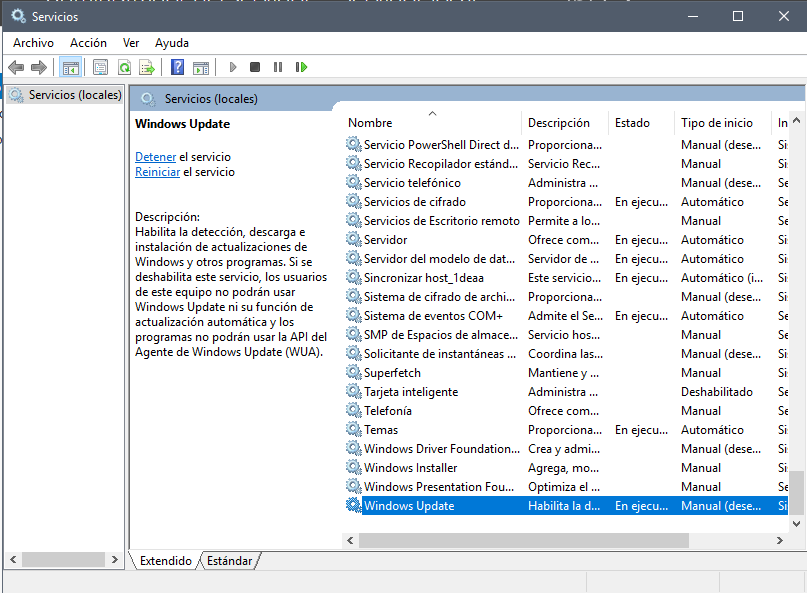 Servicios
Archivo Acción Ver Ayuda
Servicios (locales)
Servicios (locales)
Windows Update
Detener el servicio
Reiniciar el servicio
Descripción:
Habilita la detección, descarga e
instalación de actualizaciones de
Windows y otros programas. Si se
deshabilita este servicio, los usuarios
de este equipo no podrán usar
Windows Update ni su función de
actualización automática y los
programas no podrán usar la API del
Agente de Windows Update (WUA).
Nombre Descripción Estado Tipo de inicio In
Servicio PowerShell Direct d... Proporciona... Manual (dese... Si
Servicio Recopilador estánd... Servicio Rec... Manual Si
Servicio telefónico Administra ... Manual (dese... Se
Servicios de cifrado Proporciona... En ejecu... Automático Se
Servicios de Escritorio remoto Permite a lo... Manual Se
Servidor Ofrece com... En ejecu... Automático Si
Servidor del modelo de dat... Servidor de ... En ejecu... Automático Si
Sincronizar host_1deaa Este servicio... En ejecu... Automático (i... Si
Sistema de cifrado de archi... Proporciona... Manual (dese... Si
Sistema de eventos COM+ Admite el Se... En ejecu... Automático Se
SMP de Espacios de almace... Servicio hos... Manual Se
Solicitante de instantáneas ... Coordina las... Manual (dese... Si
Superfetch Mantiene y ... Manual Si
Tarjeta inteligente Administra ... Deshabilitado Se
Telefonía Ofrece com... Manual Se
Temas Proporciona... En ejecu... Automático Si
Windows Driver Foundation... Crea y admi... Manual (dese... Si
Windows Installer Agrega, mo... Manual Si
Windows Presentation Fou... Optimiza el ... Manual Se
Windows Update Habilita la d... En ejecu... Manual (dese... Si
Extendido Estándar